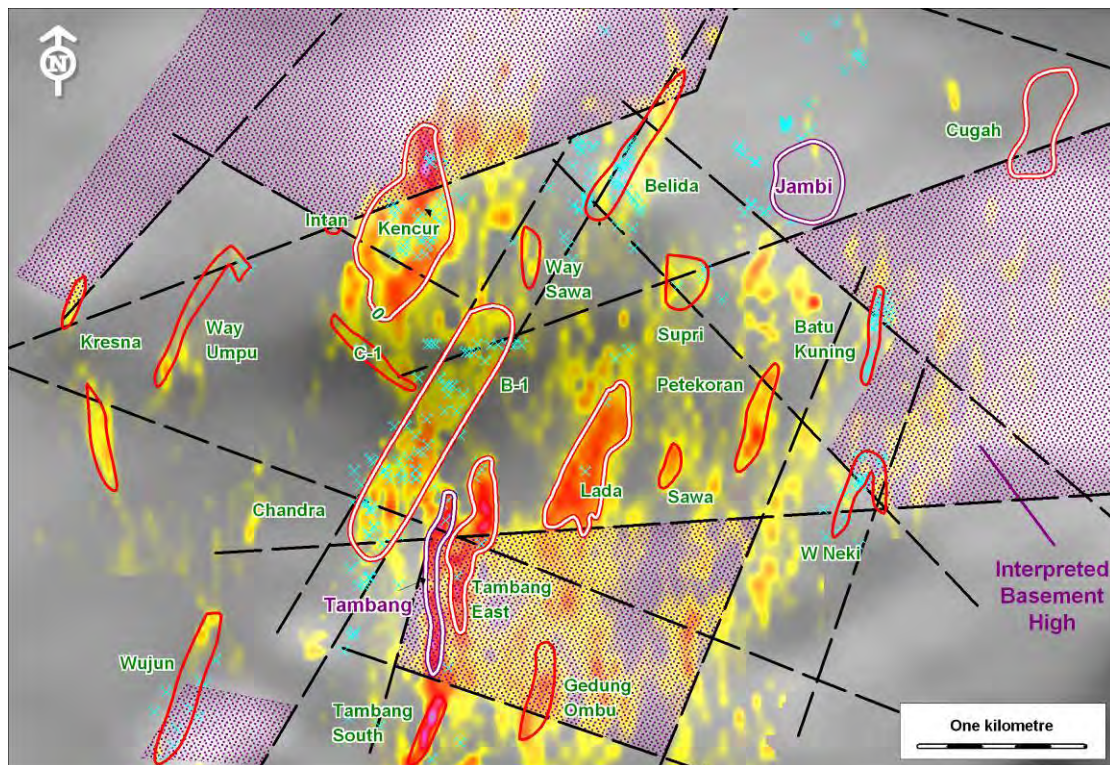 N
Cugah
Jambi
Belida
Intan
Kencur
Way
Sawa
Kresna
Way
Umpu
O
C-1
B-1
Supri
Batu
Kuning
Petekoran
Lada
Sawa
Chandra
W Neki
Tambang
Tambang
East
Interpreted
Basement
High
Wujun
Tambang
South
Gedung
Ombu
One kilometre